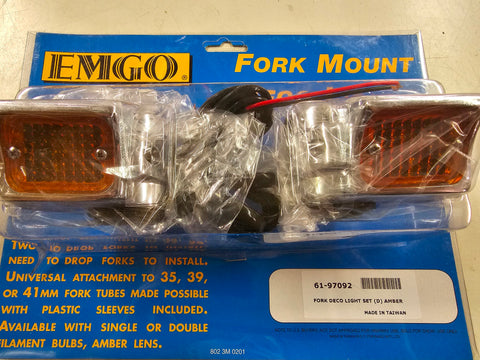 EMGO®
FORK MOUNT
NEED TO DROP FORKS TO INSTALL.
UNIVERSAL ATTACHMENT TO 35, 39,
OR 41MM FORK TUBES MADE POSSIBLE
WITH PLASTIC SLEEVES INCLUDED.
AVAILABLE WITH SINGLE OR DOUBLE
FILAMENT BULBS, AMBER LENS.
802 3M 0201
61-97092
FORK DECO LIGHT SET (D) AMBER
MADE IN TAIWAN